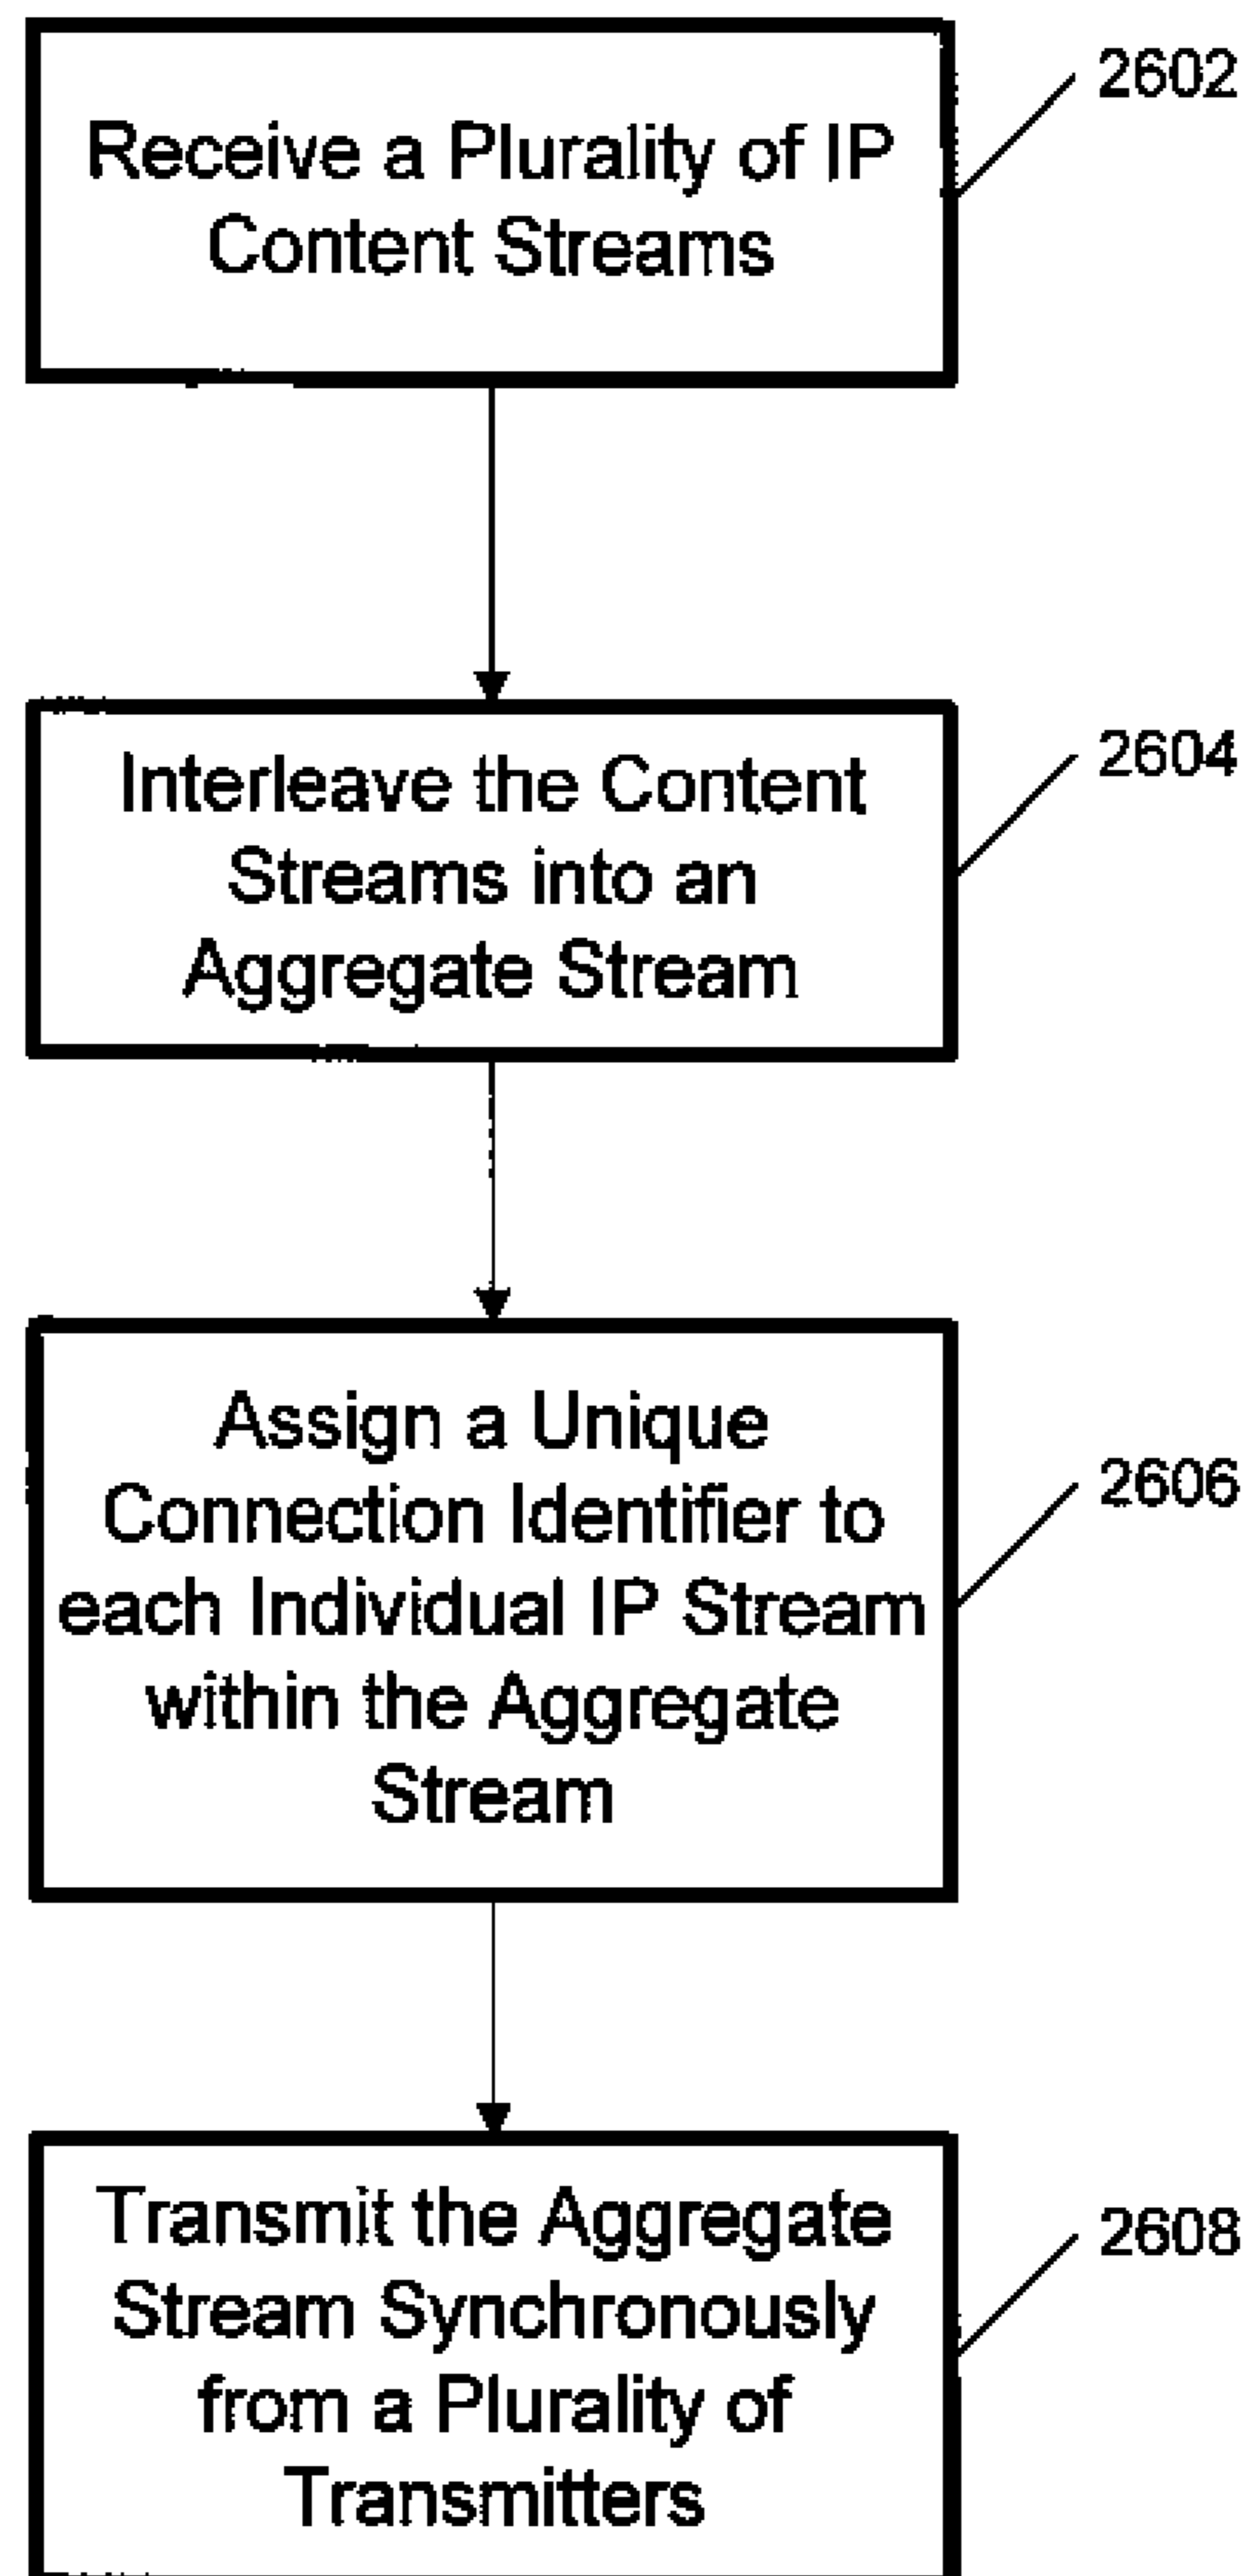 Receive a Plurality of IP
Content Streams
2602
Interleave the Content
Streams into an
Aggregate Stream
2604
Assign a Unique
Connection Identifier to
each Individual IP Stream
within the Aggregate
Stream
2606
Transmit the Aggregate
Stream Synchronously
from a Plurality of
Transmitters
2608